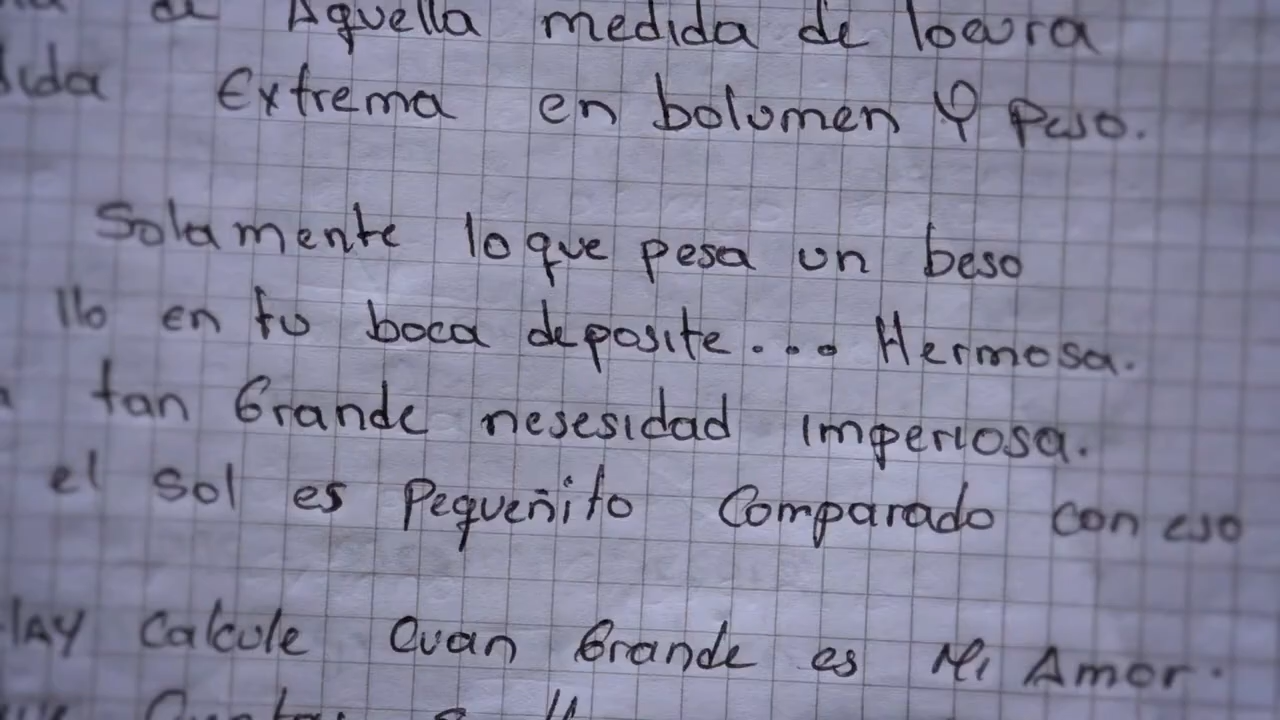 de Aquella medida de locura
Extrema en bolumen y peso.
Solamente lo que pesa un beso
en tu boca deposite... Hermosa.
tan Grande nesesidad imperiosa.
el sol es Pequeñito Comparado con eso
calcule Cuan Grande es Mi Amor.